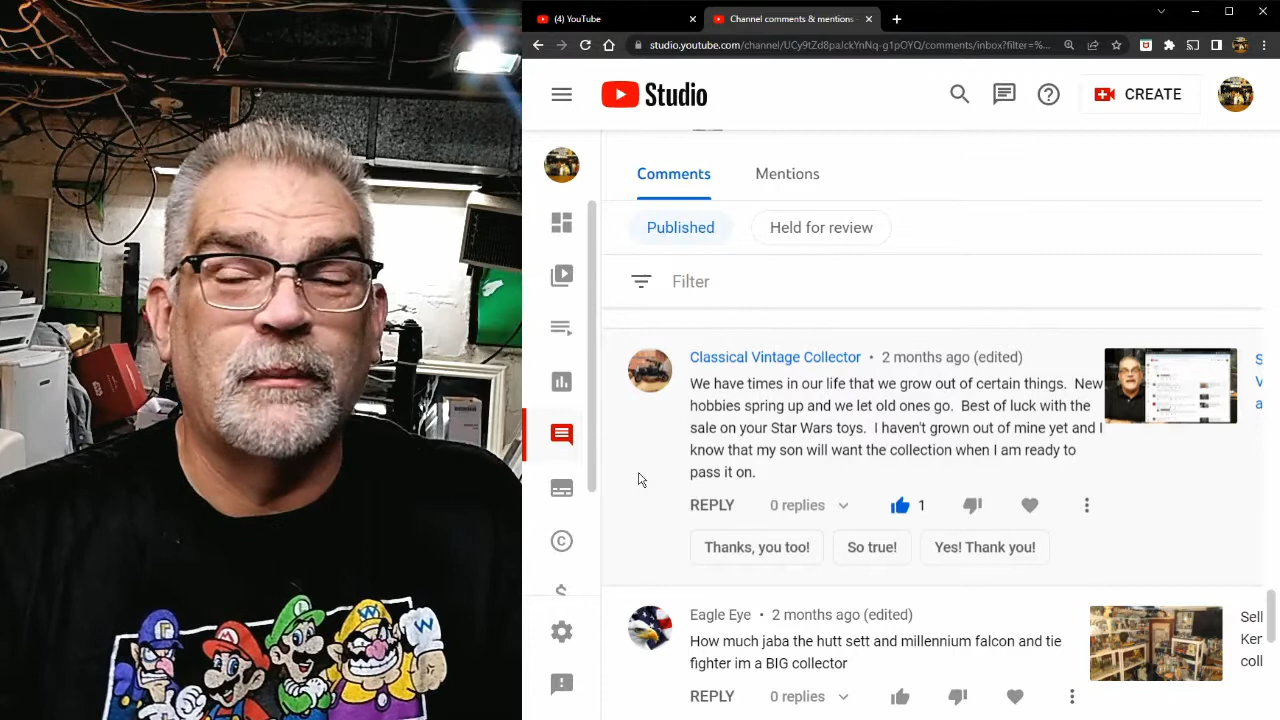 (4) YouTube
Channel comments & mentions
studio.youtube.com/channel/UCy9tZd8paJckYnNq-g1pOYQ/comments/inbox?filter=%...
Studio
CREATE
Comments
Mentions
Published
Held for review
Filter
Classical Vintage Collector • 2 months ago (edited)
We have times in our life that we grow out of certain things. New
hobbies spring up and we let old ones go. Best of luck with the
sale on your Star Wars toys. I haven't grown out of mine yet and I
know that my son will want the collection when I am ready to
pass it on.
REPLY 0 replies 1
Thanks, you too! So true! Yes! Thank you!
Eagle Eye • 2 months ago (edited)
How much jaba the hutt sett and millennium falcon and tie
fighter im a BIG collector
Sell
Ker
coll
REPLY 0 replies
W